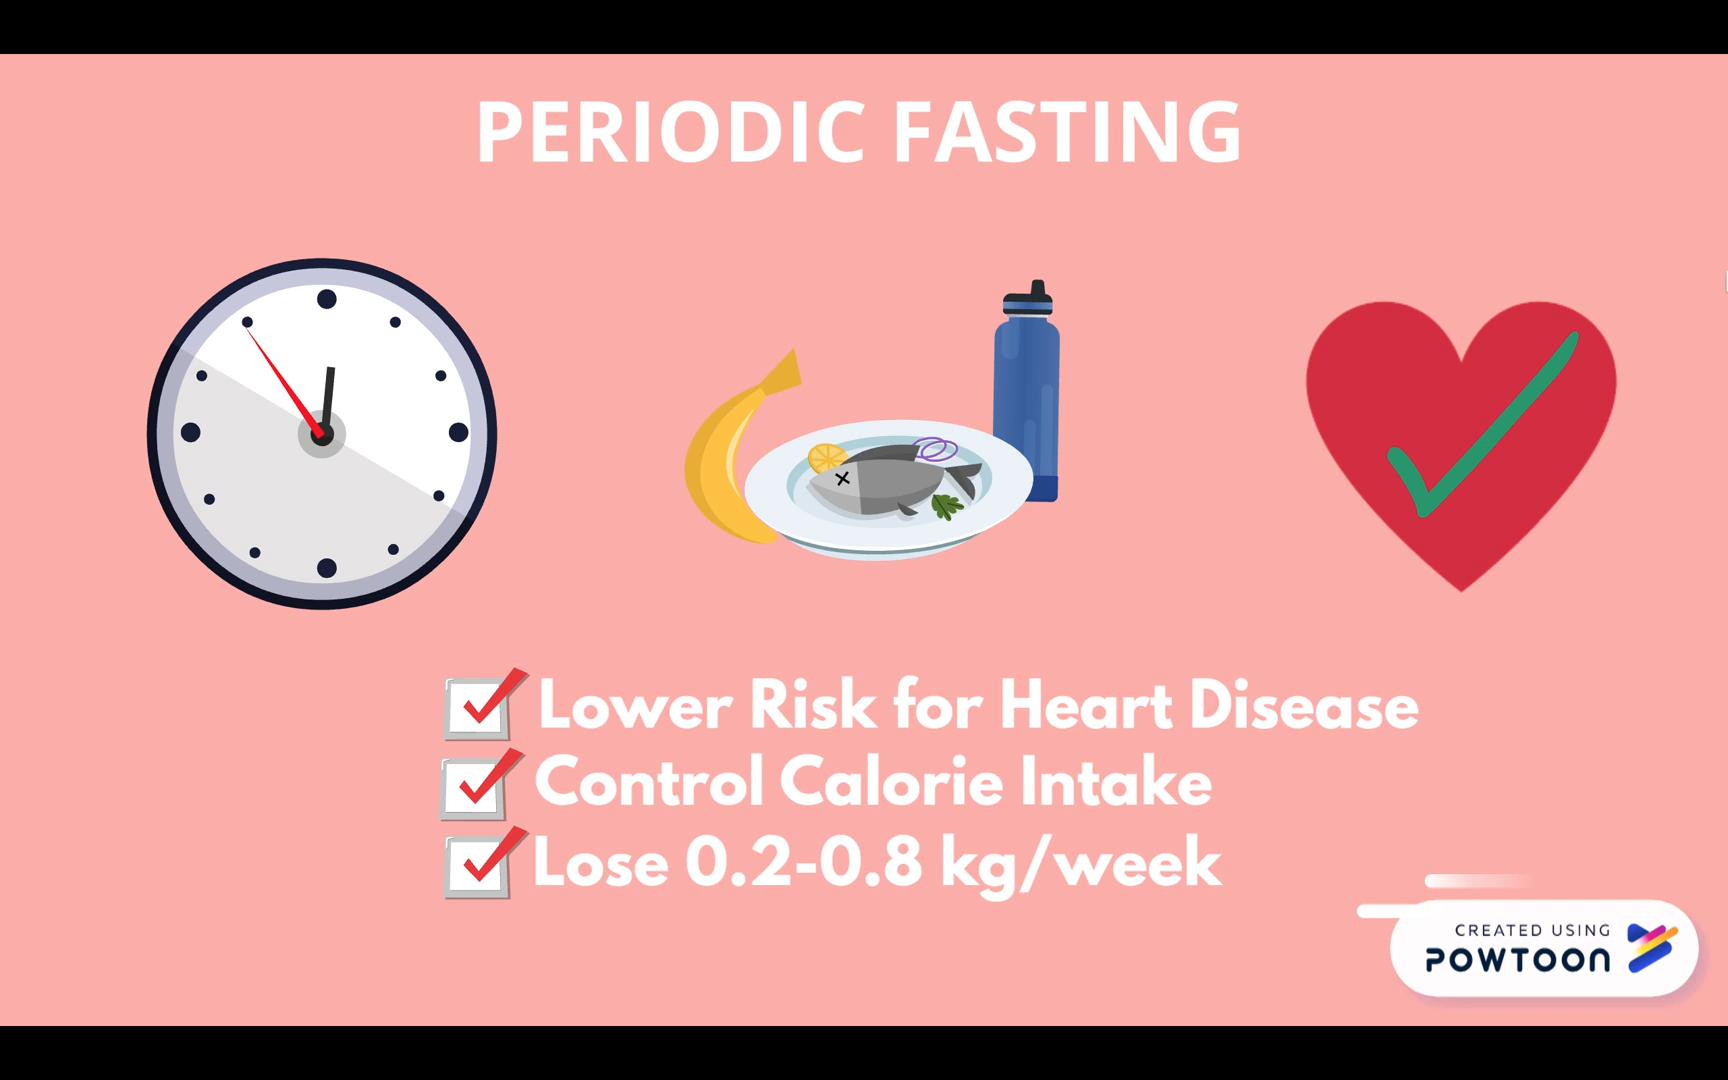 PERIODIC FASTING
Lower Risk for Heart Disease
Control Calorie Intake
Lose 0.2-0.8 kg/week
CREATED USING
POWTOON